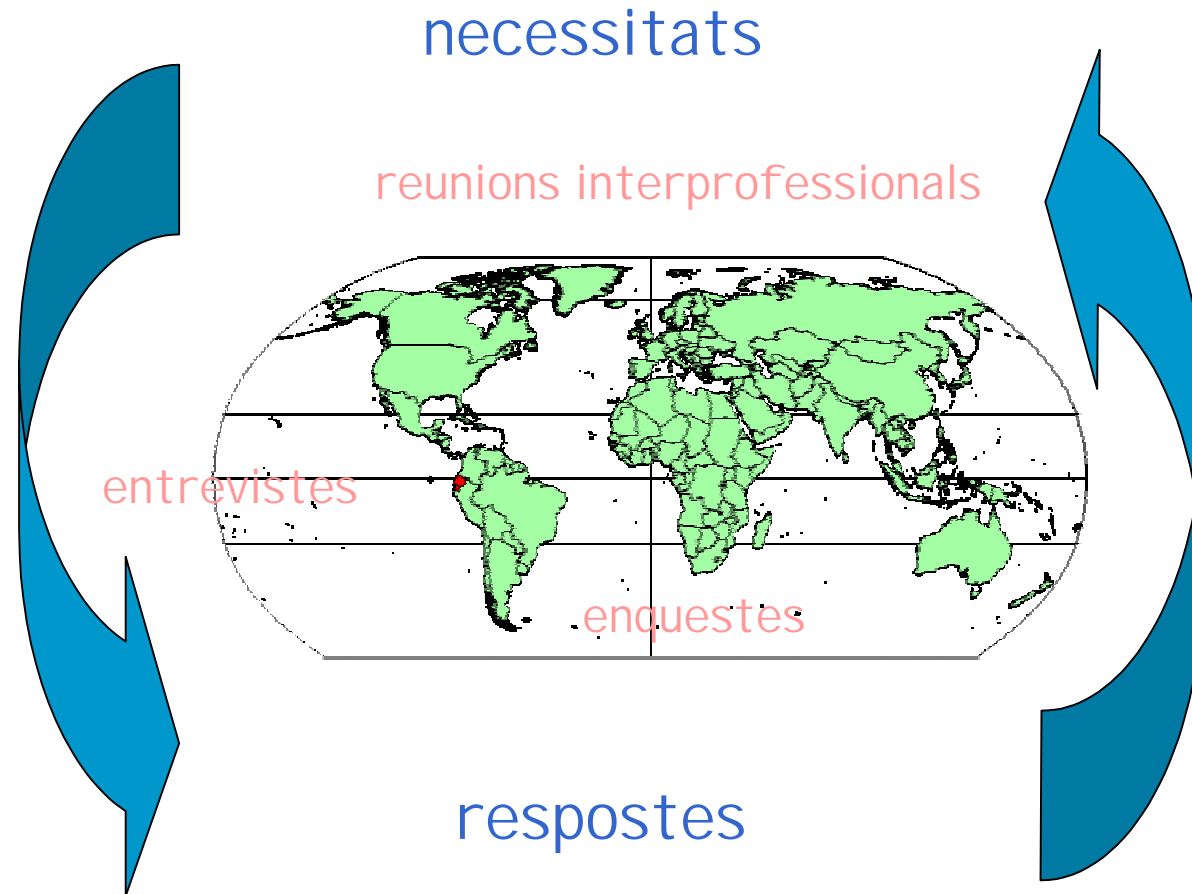 necessitats
reunions interprofessionals
entrevistes
enquestes
respostes